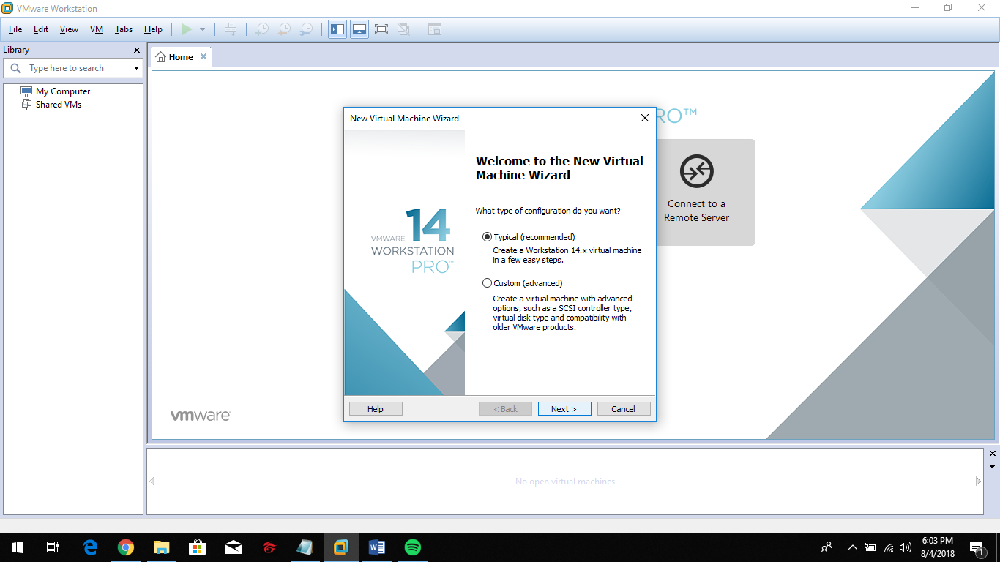 VMware Workstation
File Edit View VM Tabs Help
Library
Type here to search
My Computer
Shared VMs
Home
PRO™
Connect to a
Remote Server
New Virtual Machine Wizard
14
VMWARE
WORKSTATION
PRO™
Welcome to the New Virtual
Machine Wizard
What type of configuration do you want?
Typical (recommended)
Create a Workstation 14.x virtual machine
in a few easy steps.
Custom (advanced)
Create a virtual machine with advanced
options, such as a SCSI controller type,
virtual disk type and compatibility with
older VMware products.
Help < Back Next > Cancel
vmware
No open virtual machines
6:03 PM
8/4/2018
1